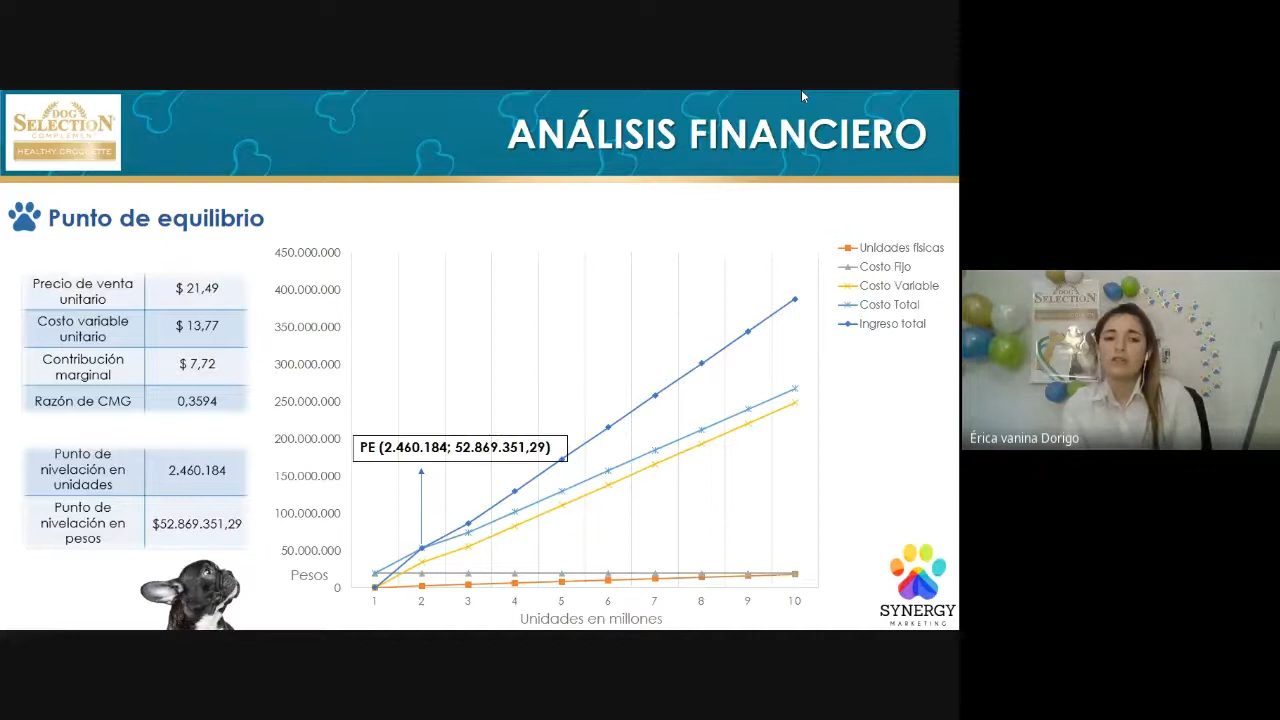 DOG
SELECTION
COMPLEMENT
HEALTHY CROQUETTE
ANÁLISIS FINANCIERO
Punto de equilibrio
Precio de venta
unitario
$ 21,49
Costo variable
unitario
$ 13,77
Contribución
marginal
$ 7,72
Razón de CMG
0,3594
Punto de
nivelación en
unidades
2.460.184
Punto de
nivelación en
pesos
$52.869.351,29
450.000.000
400.000.000
350.000.000
300.000.000
250.000.000
200.000.000
150.000.000
100.000.000
50.000.000
0
Pesos
PE (2.460.184; 52.869.351,29)
1 2 3 4 5 6 7 8 9 10
Unidades en millones
Unidades físicas
Costo Fijo
Costo Variable
Costo Total
Ingreso total
SYNERGY
MARKETING
DOG
SELECTION
Érica vanina Dorigo